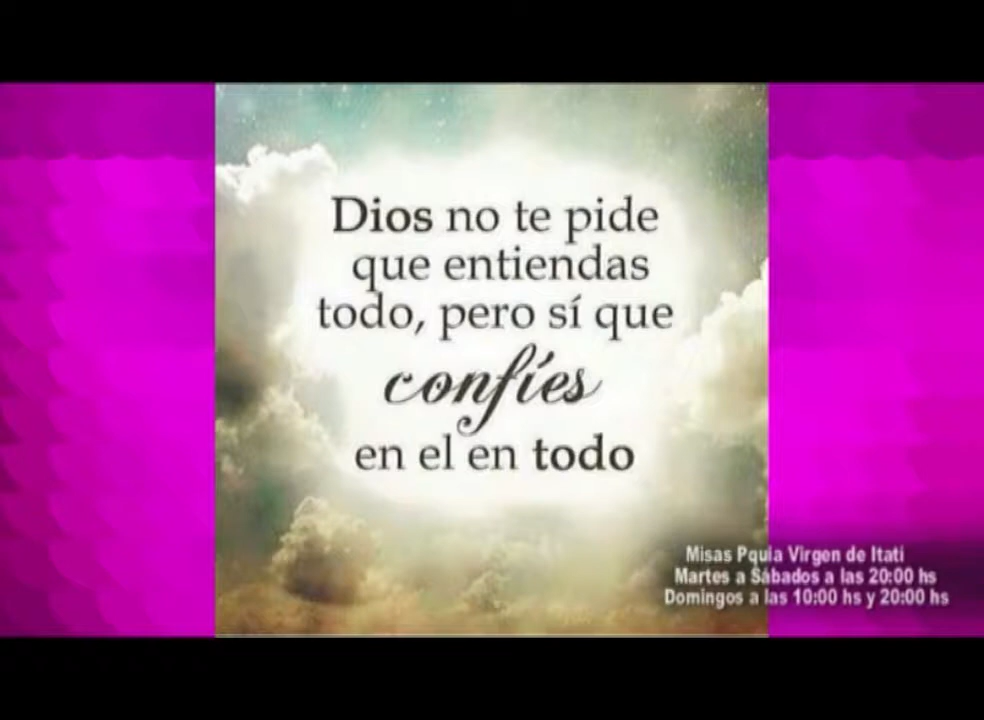 Dios no te pide
que entiendas
todo, pero sí que
confíes
en el en todo
Misas Pquia Virgen de Itati
Martes a Sábados a las 20:00 hs
Domingos a las 10:00 hs y 20:00 hs